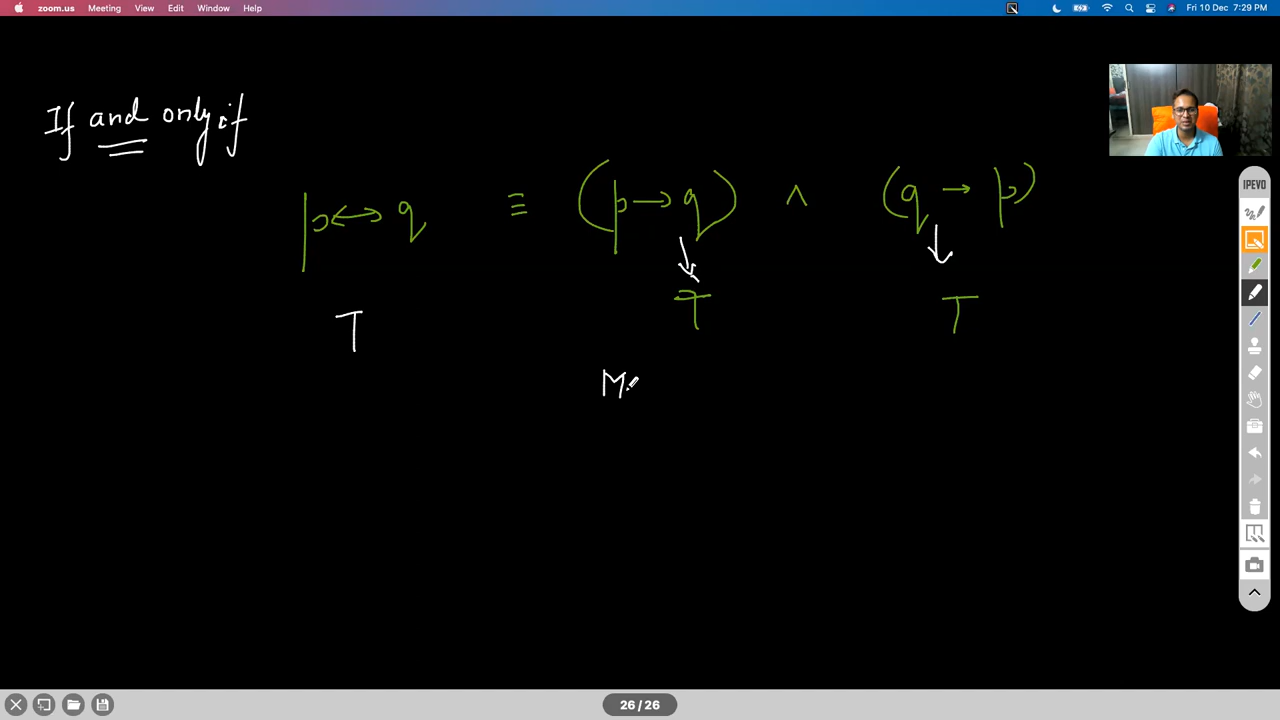 zoom.us Meeting View Edit Window Help Fri 10 Dec 7:29 PM
If and only if
p ↔ q ≡ (p → q) ∧ (q → p)
T T T
M
IPEVO
26 / 26